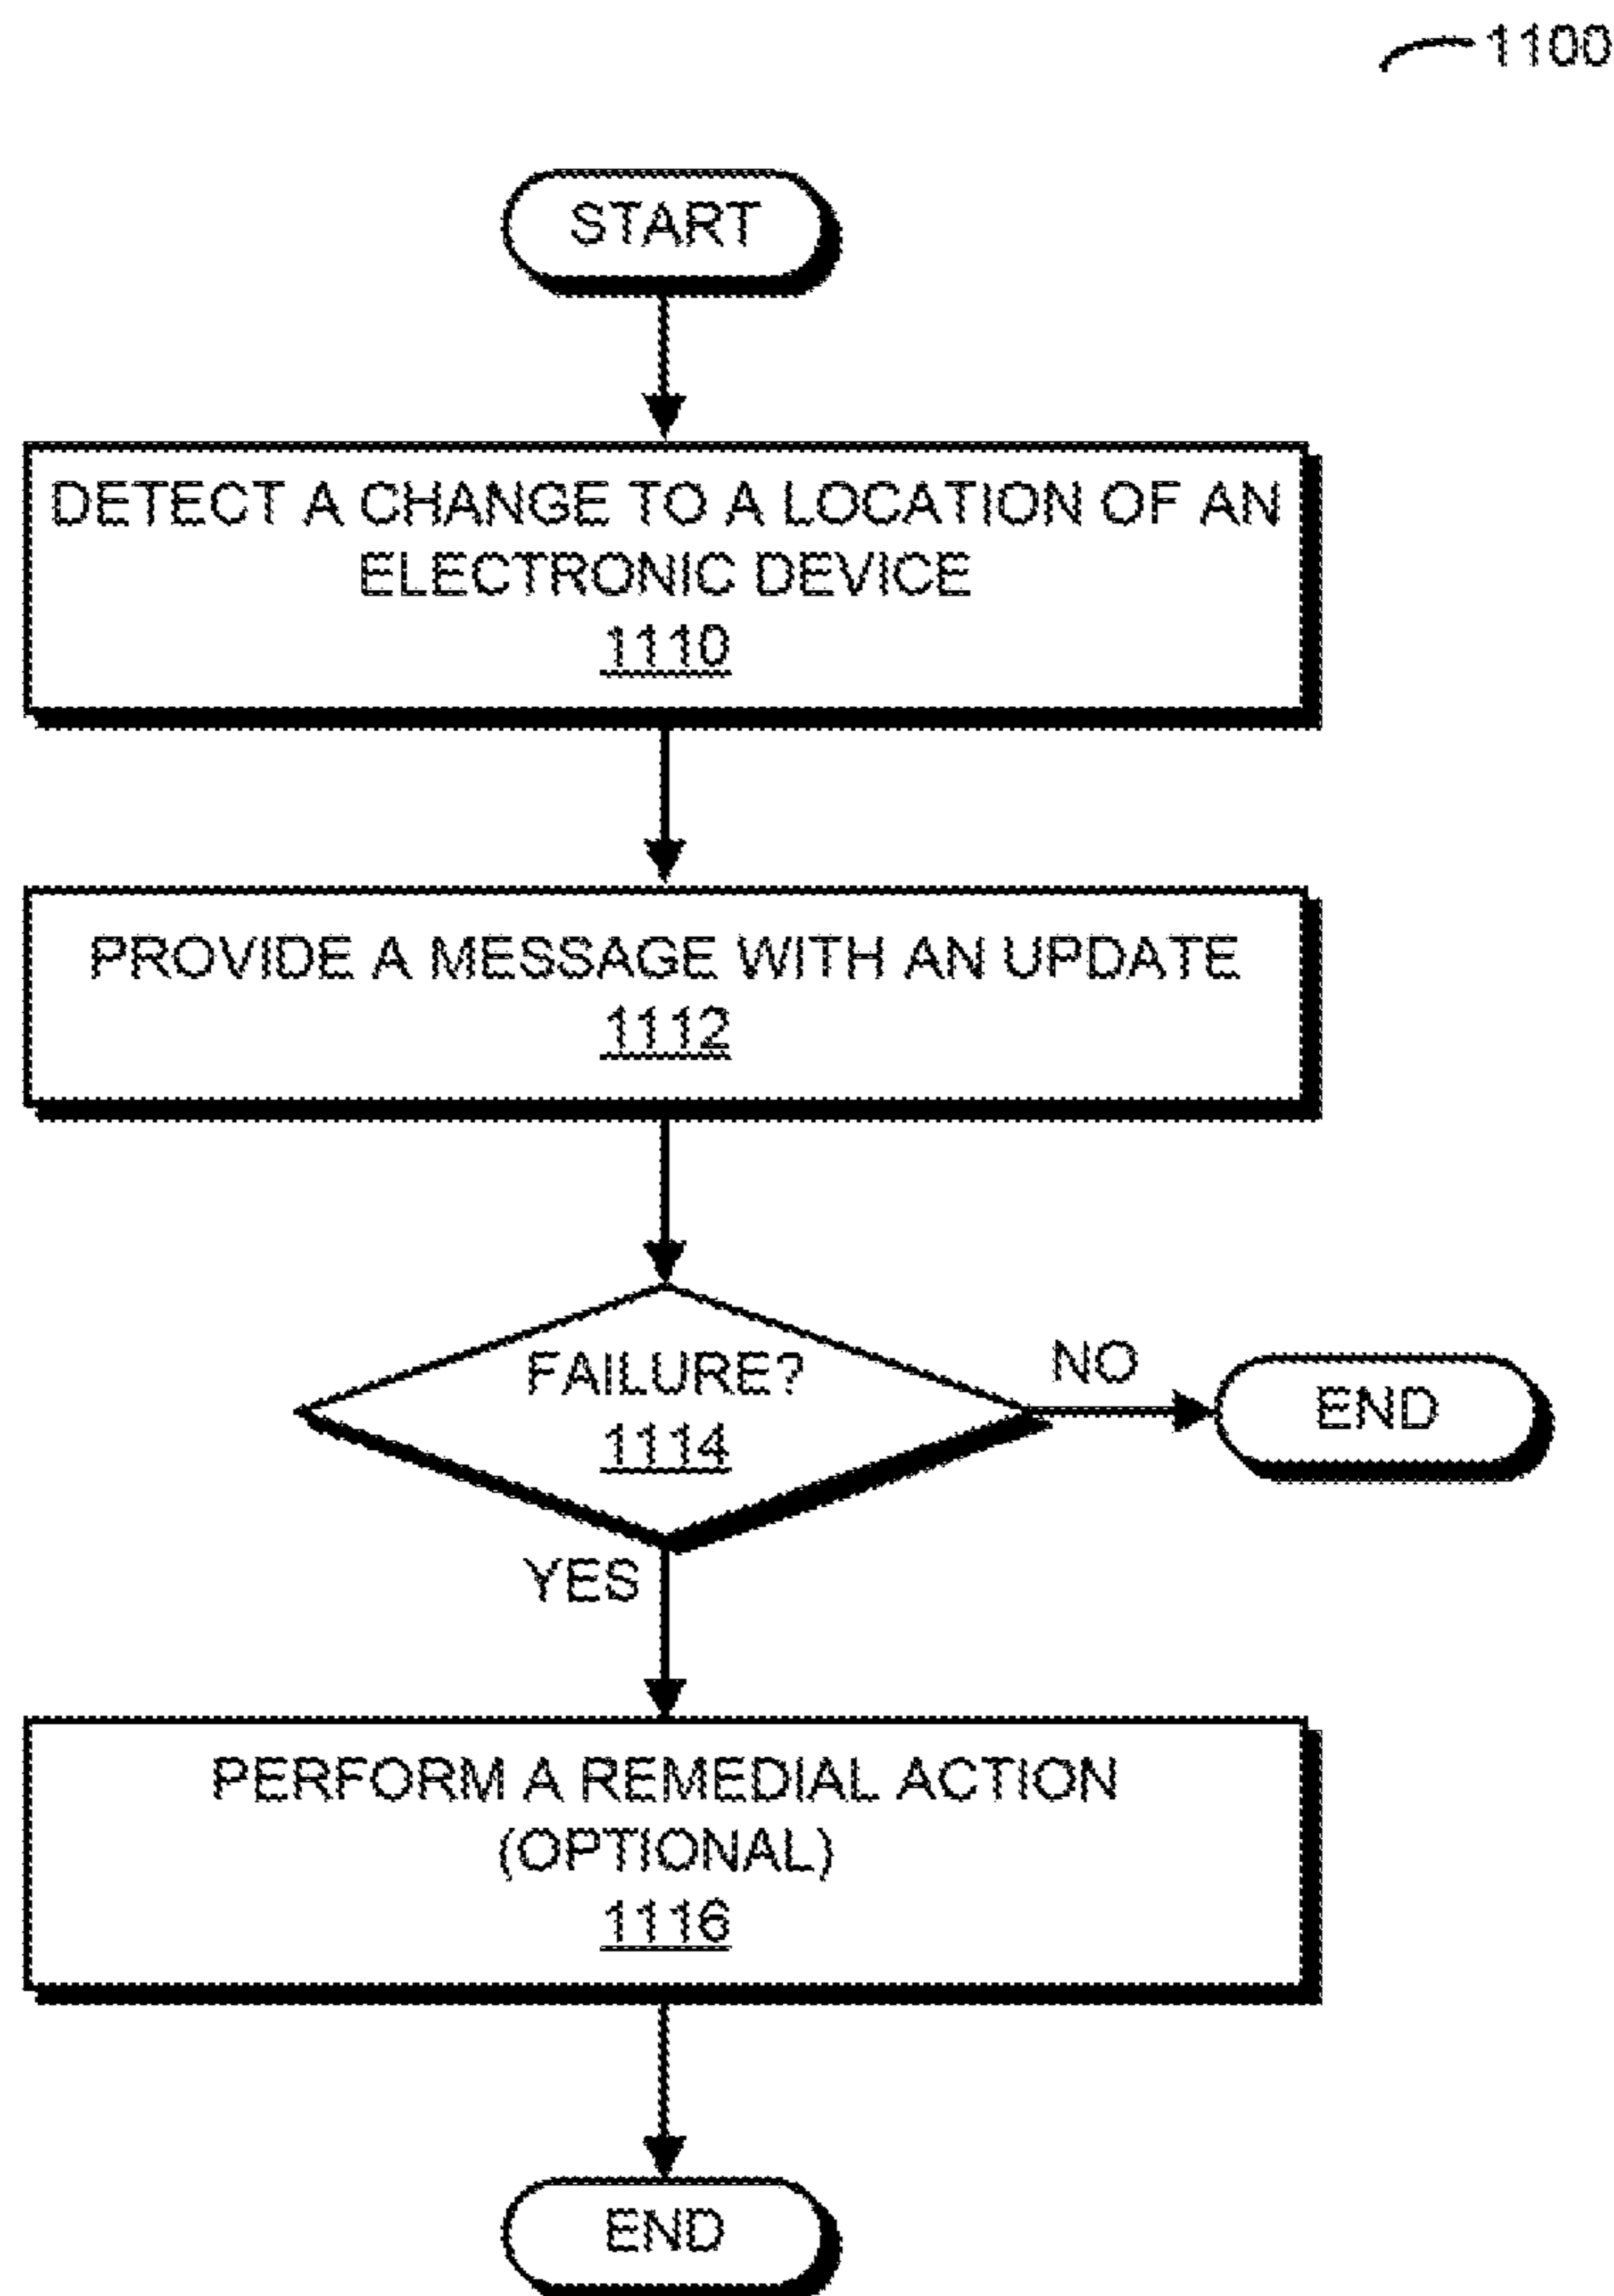 1100
START
DETECT A CHANGE TO A LOCATION OF AN
ELECTRONIC DEVICE
1110
PROVIDE A MESSAGE WITH AN UPDATE
1112
FAILURE?
1114
NO
END
YES
PERFORM A REMEDIAL ACTION
(OPTIONAL)
1116
END